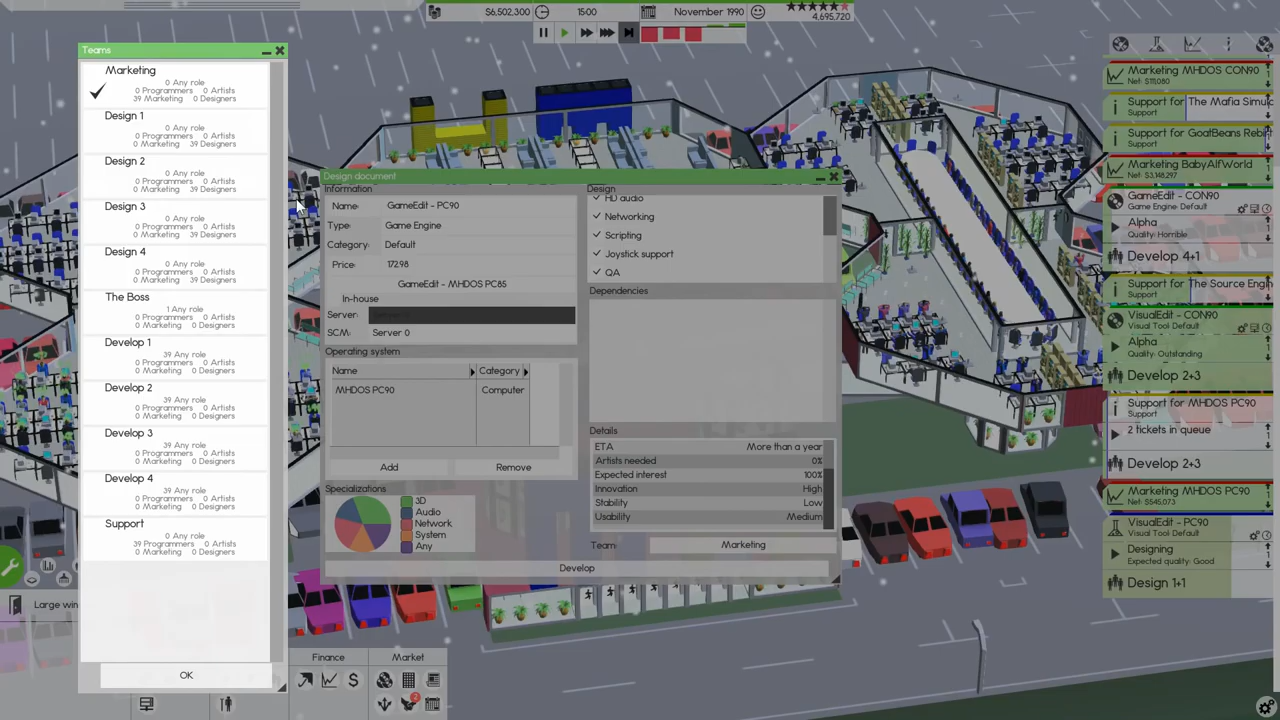 $6,502,300
15:00
November 1990
4,695,720
Teams
Marketing
0 Any role
0 Programmers 0 Artists
39 Marketing 0 Designers
Design 1
0 Any role
0 Programmers 0 Artists
0 Marketing 39 Designers
Design 2
0 Any role
0 Programmers 0 Artists
0 Marketing 39 Designers
Design 3
0 Any role
0 Programmers 0 Artists
0 Marketing 39 Designers
Design 4
0 Any role
0 Programmers 0 Artists
0 Marketing 39 Designers
The Boss
1 Any role
0 Programmers 0 Artists
0 Marketing 0 Designers
Develop 1
39 Any role
0 Programmers 0 Artists
0 Marketing 0 Designers
Develop 2
39 Any role
0 Programmers 0 Artists
0 Marketing 0 Designers
Develop 3
39 Any role
0 Programmers 0 Artists
0 Marketing 0 Designers
Develop 4
39 Any role
0 Programmers 0 Artists
0 Marketing 0 Designers
Support
0 Any role
39 Programmers 0 Artists
0 Marketing 0 Designers
OK
Design document
Information
Name: GameEdit - PC90
Type: Game Engine
Category: Default
Price: 172.98
GameEdit - MHDOS PC85
In-house
Server:
SCM: Server 0
Operating system
Name Category
MHDOS PC90 Computer
Add Remove
Specializations
3D
Audio
Network
System
Any
Design
HD audio
Networking
Scripting
Joystick support
QA
Dependencies
Details
ETA More than a year
Artists needed 0%
Expected interest 100%
Innovation High
Stability Low
Usability Medium
Team: Marketing
Develop
Marketing MHDOS CON90
Net: $111,080
Support for The Mafia Simu
Support
Support for GoatBeans Rebi
Support
Marketing BabyAlfWorld
Net: $3,148,297
GameEdit - CON90
Game Engine: Default
Alpha
Quality: Horrible
Develop 4+1
Support for The Source Engin
Support
VisualEdit - CON90
Visual Tool: Default
Alpha
Quality: Outstanding
Develop 2+3
Support for MHDOS PC90
Support
2 tickets in queue
Develop 2+3
Marketing MHDOS PC90
Net: $545,073
VisualEdit - PC90
Visual Tool: Default
Designing
Expected quality: Good
Design 1+1
Large win
Finance
Market
2